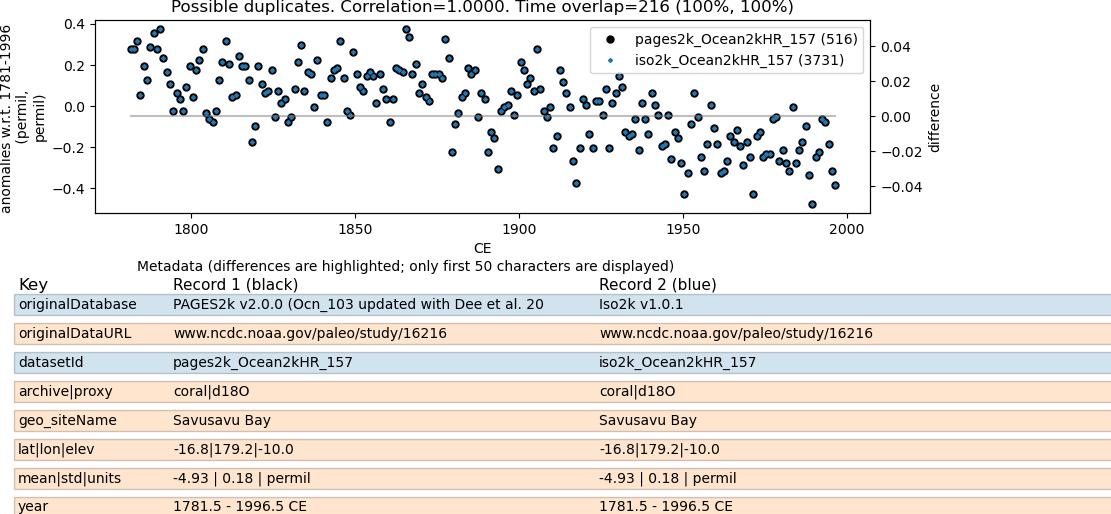 Possible duplicates. Correlation=1.0000. Time overlap=216 (100%, 100%)
anomalies w.r.t. 1781-1996
(permil,
permil)
0.4
0.2
0.0
−0.2
−0.4
pages2k_Ocean2kHR_157 (516)
iso2k_Ocean2kHR_157 (3731)
0.04
0.02
0.00
−0.02
−0.04
difference
1800
1850
1900
1950
2000
CE
Metadata (differences are highlighted; only first 50 characters are displayed)
Key Record 1 (black) Record 2 (blue)
originalDatabase PAGES2k v2.0.0 (Ocn_103 updated with Dee et al. 20 Iso2k v1.0.1
originalDataURL www.ncdc.noaa.gov/paleo/study/16216 www.ncdc.noaa.gov/paleo/study/16216
datasetId pages2k_Ocean2kHR_157 iso2k_Ocean2kHR_157
archive|proxy coral|d18O coral|d18O
geo_siteName Savusavu Bay Savusavu Bay
lat|lon|elev -16.8|179.2|-10.0 -16.8|179.2|-10.0
mean|std|units -4.93 | 0.18 | permil -4.93 | 0.18 | permil
year 1781.5 - 1996.5 CE 1781.5 - 1996.5 CE